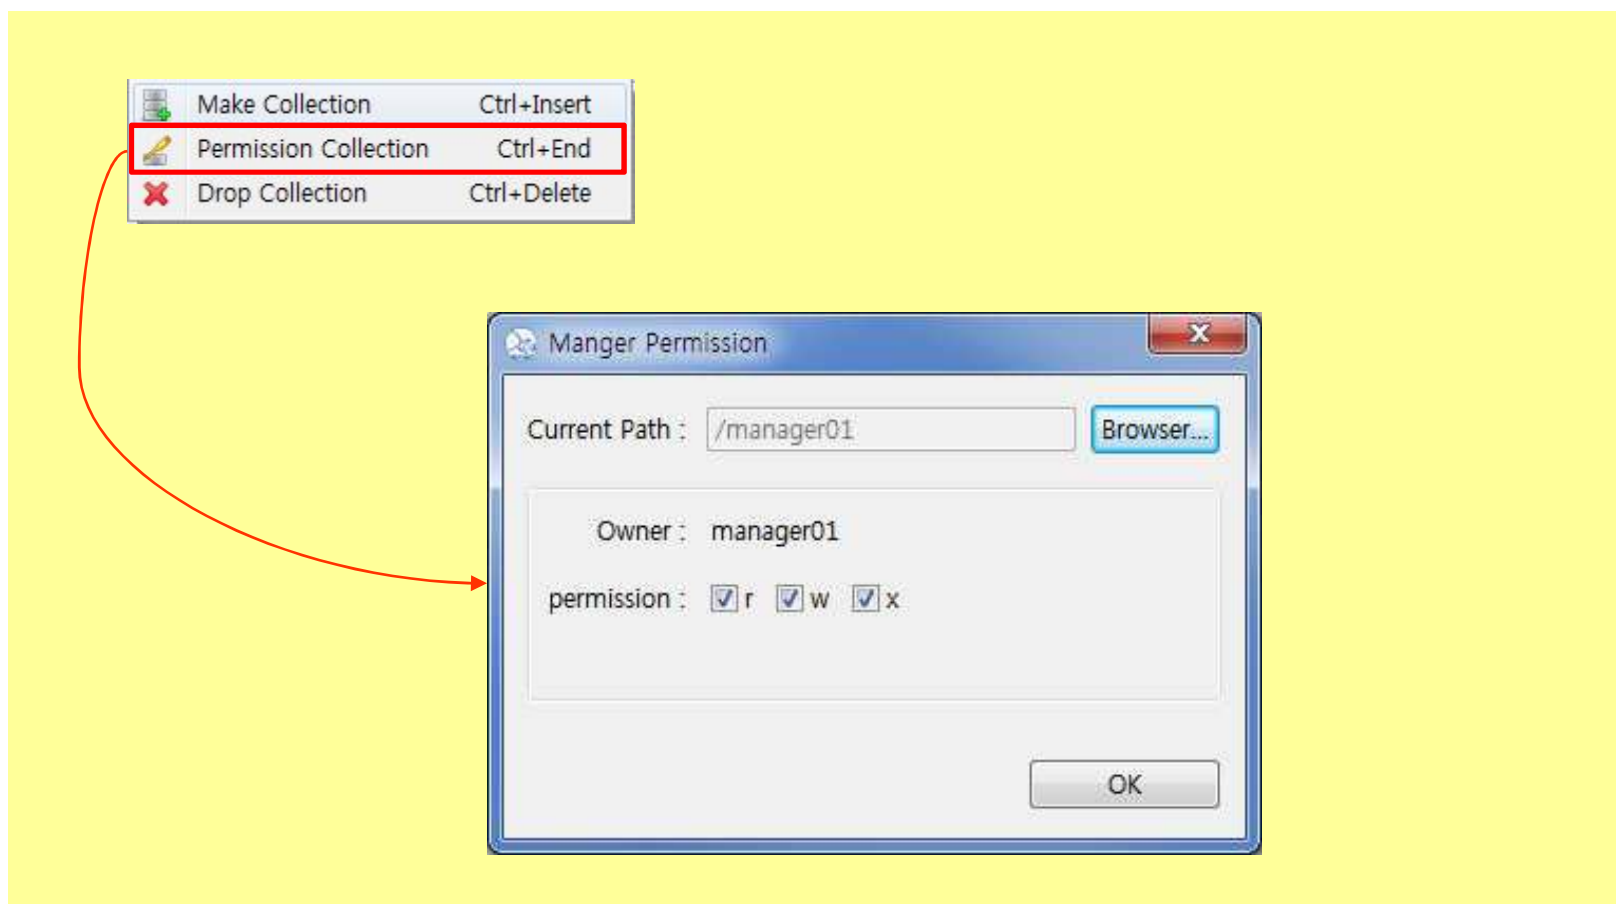 Make Collection Ctrl+Insert
Permission Collection Ctrl+End
Drop Collection Ctrl+Delete
Manger Permission
Current Path : /manager01 Browser...
Owner : manager01
permission : r w x
OK